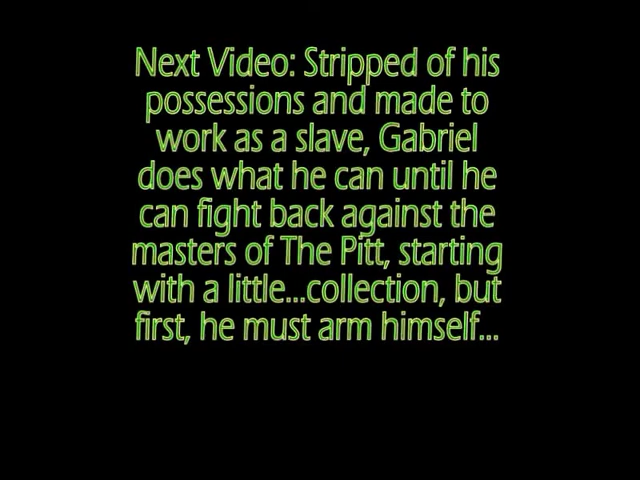 Next Video: Stripped of his
possessions and made to
work as a slave, Gabriel
does what he can until he
can fight back against the
masters of The Pitt, starting
with a little...collection, but
first, he must arm himself...